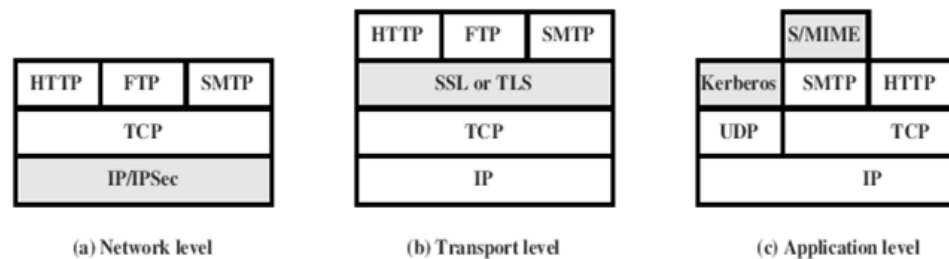 HTTP FTP SMTP
TCP
IP/IPSec
(a) Network level
HTTP FTP SMTP
SSL or TLS
TCP
IP
(b) Transport level
S/MIME
Kerberos SMTP HTTP
UDP TCP
IP
(c) Application level